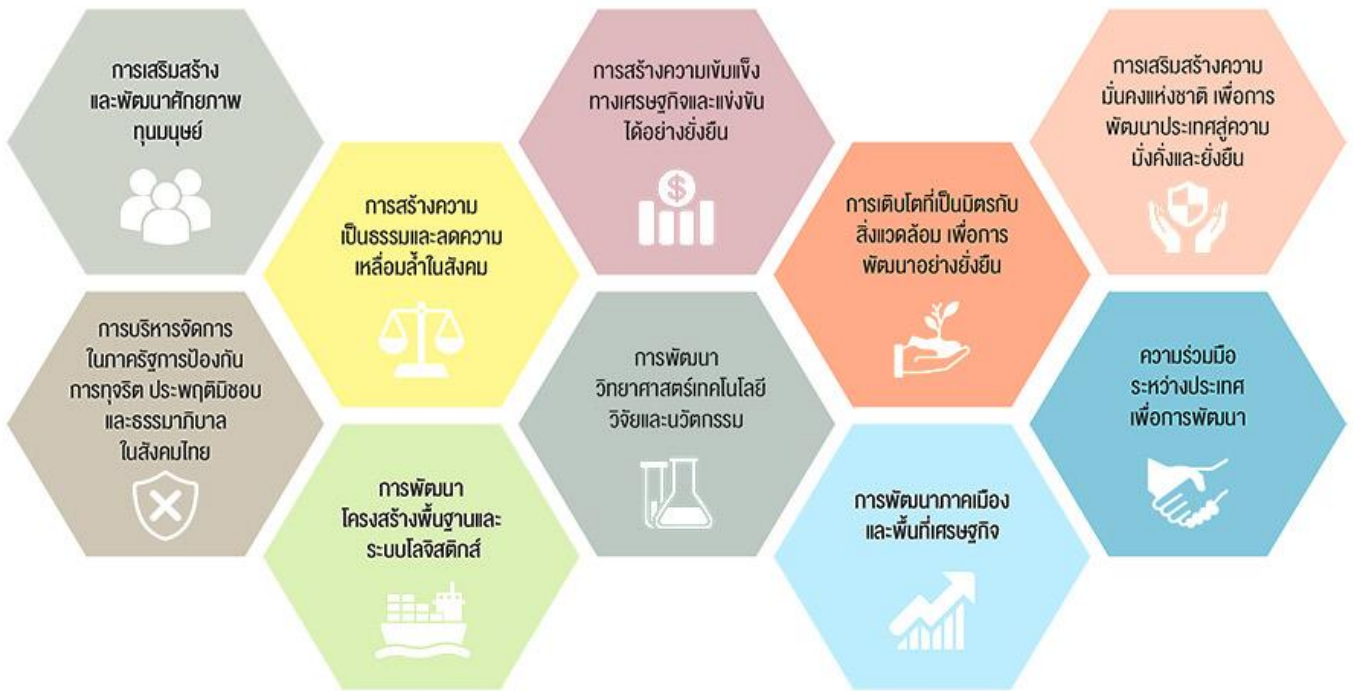 การเสริมสร้าง
และพัฒนาศักยภาพ
ทุนมนุษย์
การสร้างความ
เป็นธรรมและลดความ
เหลื่อมล้ำในสังคม
การสร้างความเข้มแข็ง
ทางเศรษฐกิจและแข่งขัน
ได้อย่างยั่งยืน
การเติบโตที่เป็นมิตรกับ
สิ่งแวดล้อม เพื่อการ
พัฒนาอย่างยั่งยืน
การเสริมสร้างความ
มั่นคงแห่งชาติ เพื่อการ
พัฒนาประเทศสู่ความ
มั่งคั่งและยั่งยืน
การบริหารจัดการ
ในภาครัฐการป้องกัน
การทุจริต ประพฤติมิชอบ
และธรรมาภิบาล
ในสังคมไทย
การพัฒนา
โครงสร้างพื้นฐานและ
ระบบโลจิสติกส์
การพัฒนา
วิทยาศาสตร์เทคโนโลยี
วิจัยและนวัตกรรม
การพัฒนาภาคเมือง
และพื้นที่เศรษฐกิจ
ความร่วมมือ
ระหว่างประเทศ
เพื่อการพัฒนา
$